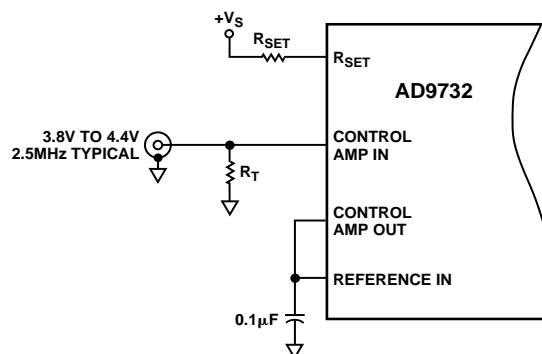 +VS
RSET
RSET
AD9732
3.8V TO 4.4V
2.5MHz TYPICAL
CONTROL
AMP IN
RT
CONTROL
AMP OUT
REFERENCE IN
0.1μF